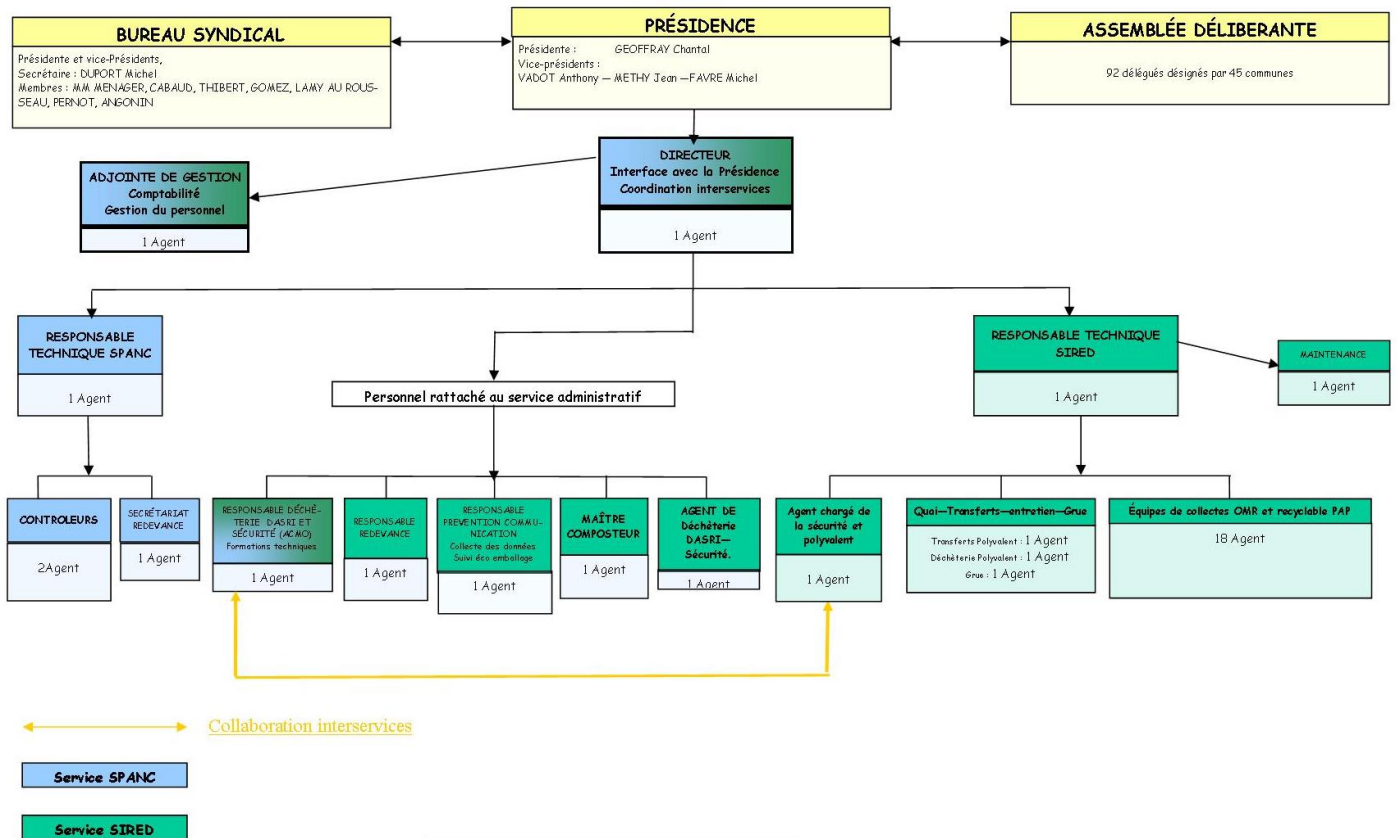 BUREAU SYNDICAL
Présidente et vice-Présidents,
Secrétaire : DUPORT Michel
Membres : MM MENAGER, CABAUD, THIBERT, GOMEZ, LAMY AU ROUS-
SEAU, PERNOT, ANGONIN
PRÉSIDENCE
Présidente : GEOFFRAY Chantal
Vice-présidents :
VADOT Anthony — METHY Jean —FAVRE Michel
ASSEMBLÉE DÉLIBERANTE
92 délégués désignés par 45 communes
ADJOINTE DE GESTION
Comptabilité
Gestion du personnel
1 Agent
DIRECTEUR
Interface avec la Présidence
Coordination interservices
1 Agent
RESPONSABLE
TECHNIQUE SPANC
1 Agent
Personnel rattaché au service administratif
RESPONSABLE TECHNIQUE
SIRED
1 Agent
MAINTENANCE
1 Agent
CONTROLEURS
2Agent
SECRÉTARIAT
REDEVANCE
1 Agent
RESPONSABLE DÉCHÈ-
TERIE DASRI ET
SÉCURITÉ (ACMO)
Formations techniques
1 Agent
RESPONSABLE
REDEVANCE
1 Agent
RESPONSABLE
PREVENTION COMMU-
NICATION
Collecte des données
Suivi éco emballage
1 Agent
MAÎTRE
COMPOSTEUR
1 Agent
AGENT DE
Déchèterie
DASRI—
Sécurité.
1 Agent
Agent chargé de
la sécurité et
polyvalent
1 Agent
Quai—Transferts—entretien—Grue
Transferts Polyvalent : 1 Agent
Déchèterie Polyvalent : 1 Agent
Grue : 1 Agent
Équipes de collectes OMR et recyclable PAP
18 Agent
Collaboration interservices
Service SPANC
Service SIRED